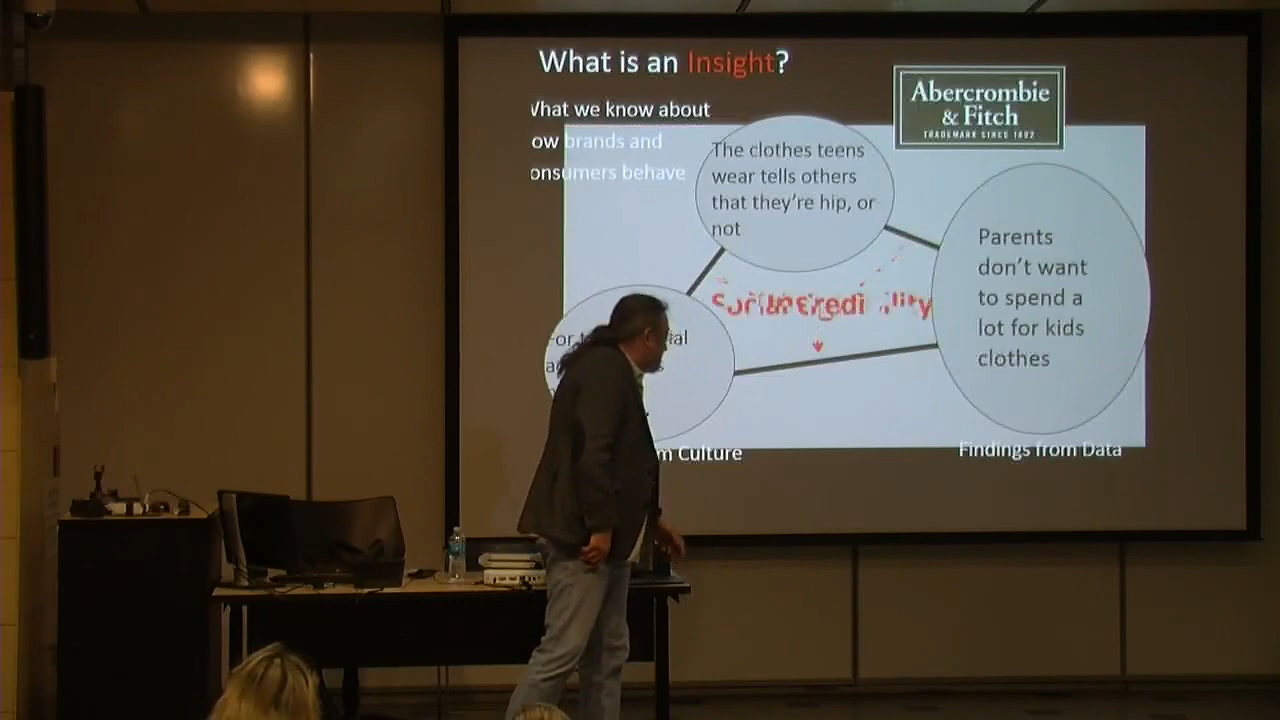 What is an Insight?
Abercrombie
& Fitch
TRADEMARK SINCE 1892
What we know about
ow brands and
onsumers behave
The clothes teens
wear tells others
that they're hip, or
not
Parents
don't want
to spend a
lot for kids
clothes
For
m Culture
Findings from Data